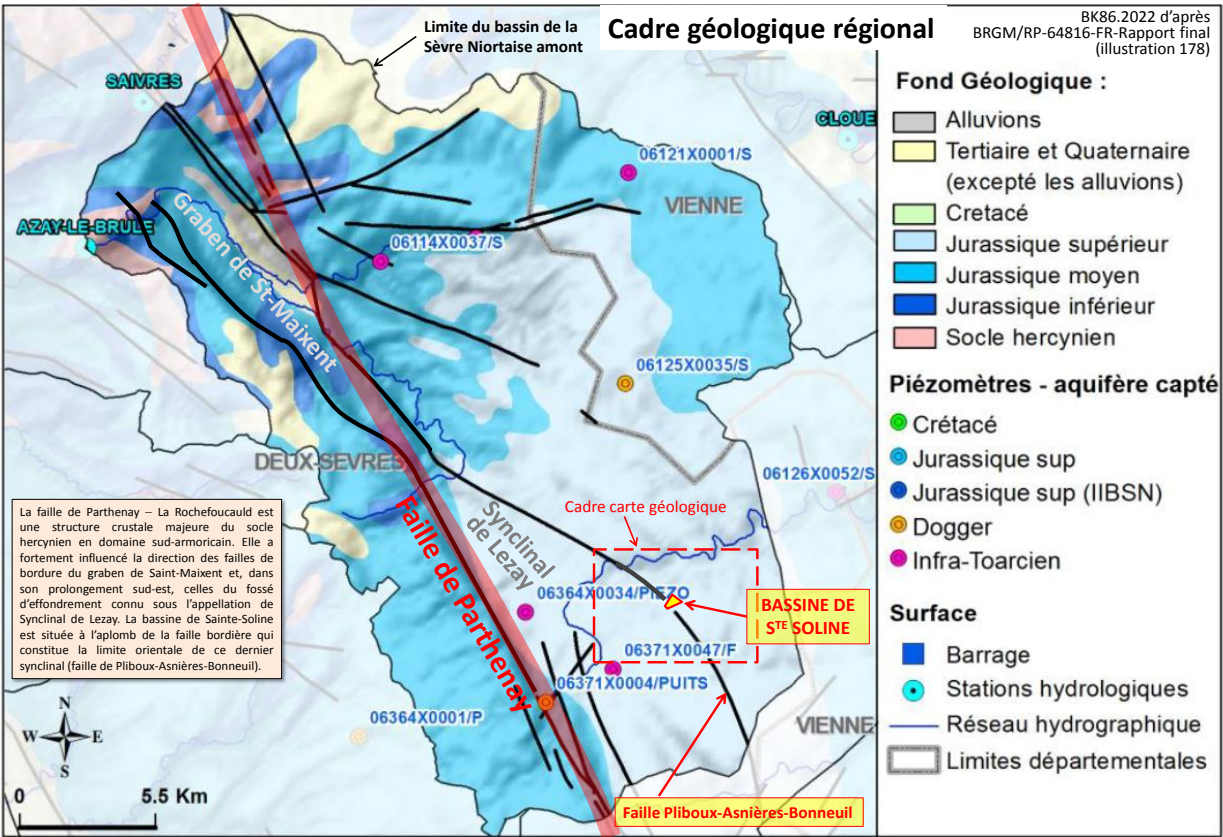 Cadre géologique régional
BK86.2022 d'après
BRGM/RP-64816-FR-Rapport final
(illustration 178)
Limite du bassin de la
Sèvre Niortaise amont
SAIVRES
CLOUE
06121X0001/S
VIENNE
AZAY-LE-BRULE
06114X0037/S
Graben de St-Maixent
06125X0035/S
DEUX-SEVRES
06126X0052/S
Cadre carte géologique
Synclinal
de Lezay
Faille de Parthenay
06364X0034/PIEZO
BASSINE DE
STE SOLINE
06371X0047/F
06371X0004/PUITS
06364X0001/P
VIENNE
Faille Pliboux-Asnières-Bonneuil
La faille de Parthenay – La Rochefoucauld est
une structure crustale majeure du socle
hercynien en domaine sud-armoricain. Elle a
fortement influencé la direction des failles de
bordure du graben de Saint-Maixent et, dans
son prolongement sud-est, celles du fossé
d'effondrement connu sous l'appellation de
Synclinal de Lezay. La bassine de Sainte-Soline
est située à l'aplomb de la faille bordière qui
constitue la limite orientale de ce dernier
synclinal (faille de Pliboux-Asnières-Bonneuil).
N
W E
S
0 5.5 Km
Fond Géologique :
Alluvions
Tertiaire et Quaternaire
(excepté les alluvions)
Cretacé
Jurassique supérieur
Jurassique moyen
Jurassique inférieur
Socle hercynien
Piézomètres - aquifère capté
Crétacé
Jurassique sup
Jurassique sup (IIBSN)
Dogger
Infra-Toarcien
Surface
Barrage
Stations hydrologiques
Réseau hydrographique
Limites départementales